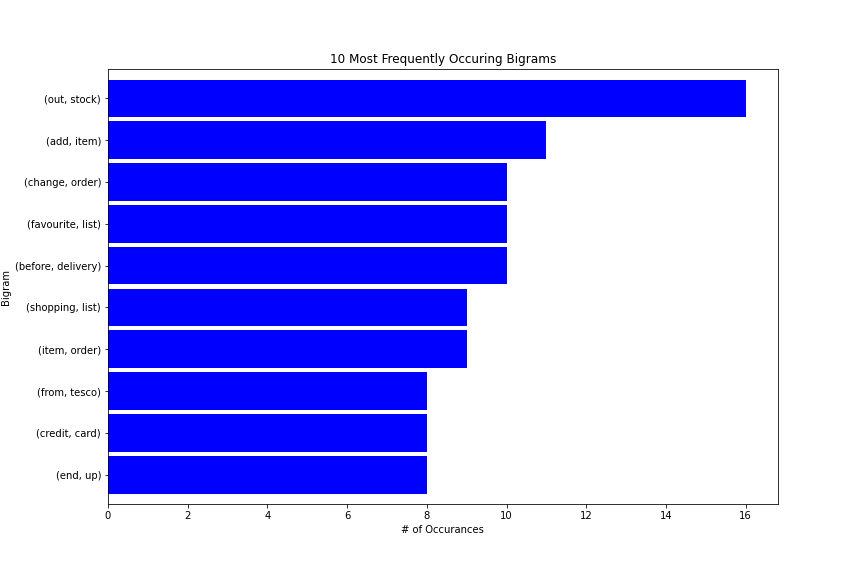 10 Most Frequently Occuring Bigrams
(out, stock)
(add, item)
(change, order)
(favourite, list)
(before, delivery)
(shopping, list)
(item, order)
(from, tesco)
(credit, card)
(end, up)
Bigram
0 2 4 6 8 10 12 14 16
# of Occurances